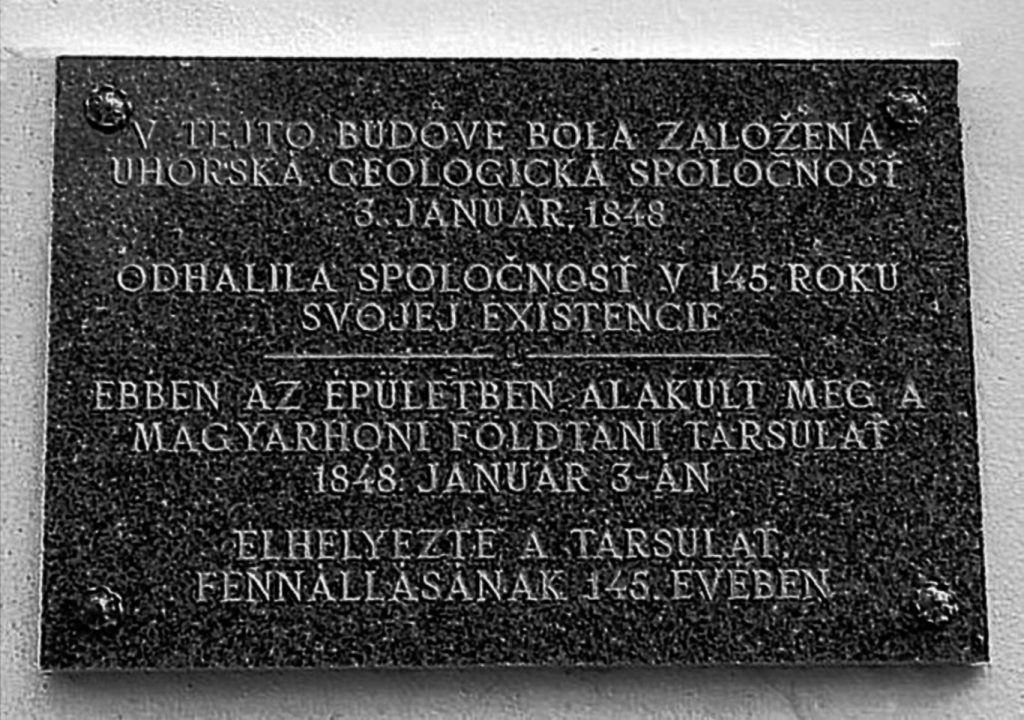 V TEJTO BUDOVE BOLA ZALOŽENÁ
UHORSKÁ GEOLOGICKÁ SPOLOČNOSŤ
3. JANUÁR, 1848
ODHALILA SPOLOČNOSŤ V 145. ROKU
SVOJEJ EXISTENCIE
EBBEN AZ ÉPÜLETBEN ALAKULT MEG A
MAGYARHONI FÖLDTANI TÁRSULAT
1848. JANUÁR 3-ÁN
ELHELYEZTE A TÁRSULAT,
FENNÁLLÁSÁNAK 145. ÉVÉBEN